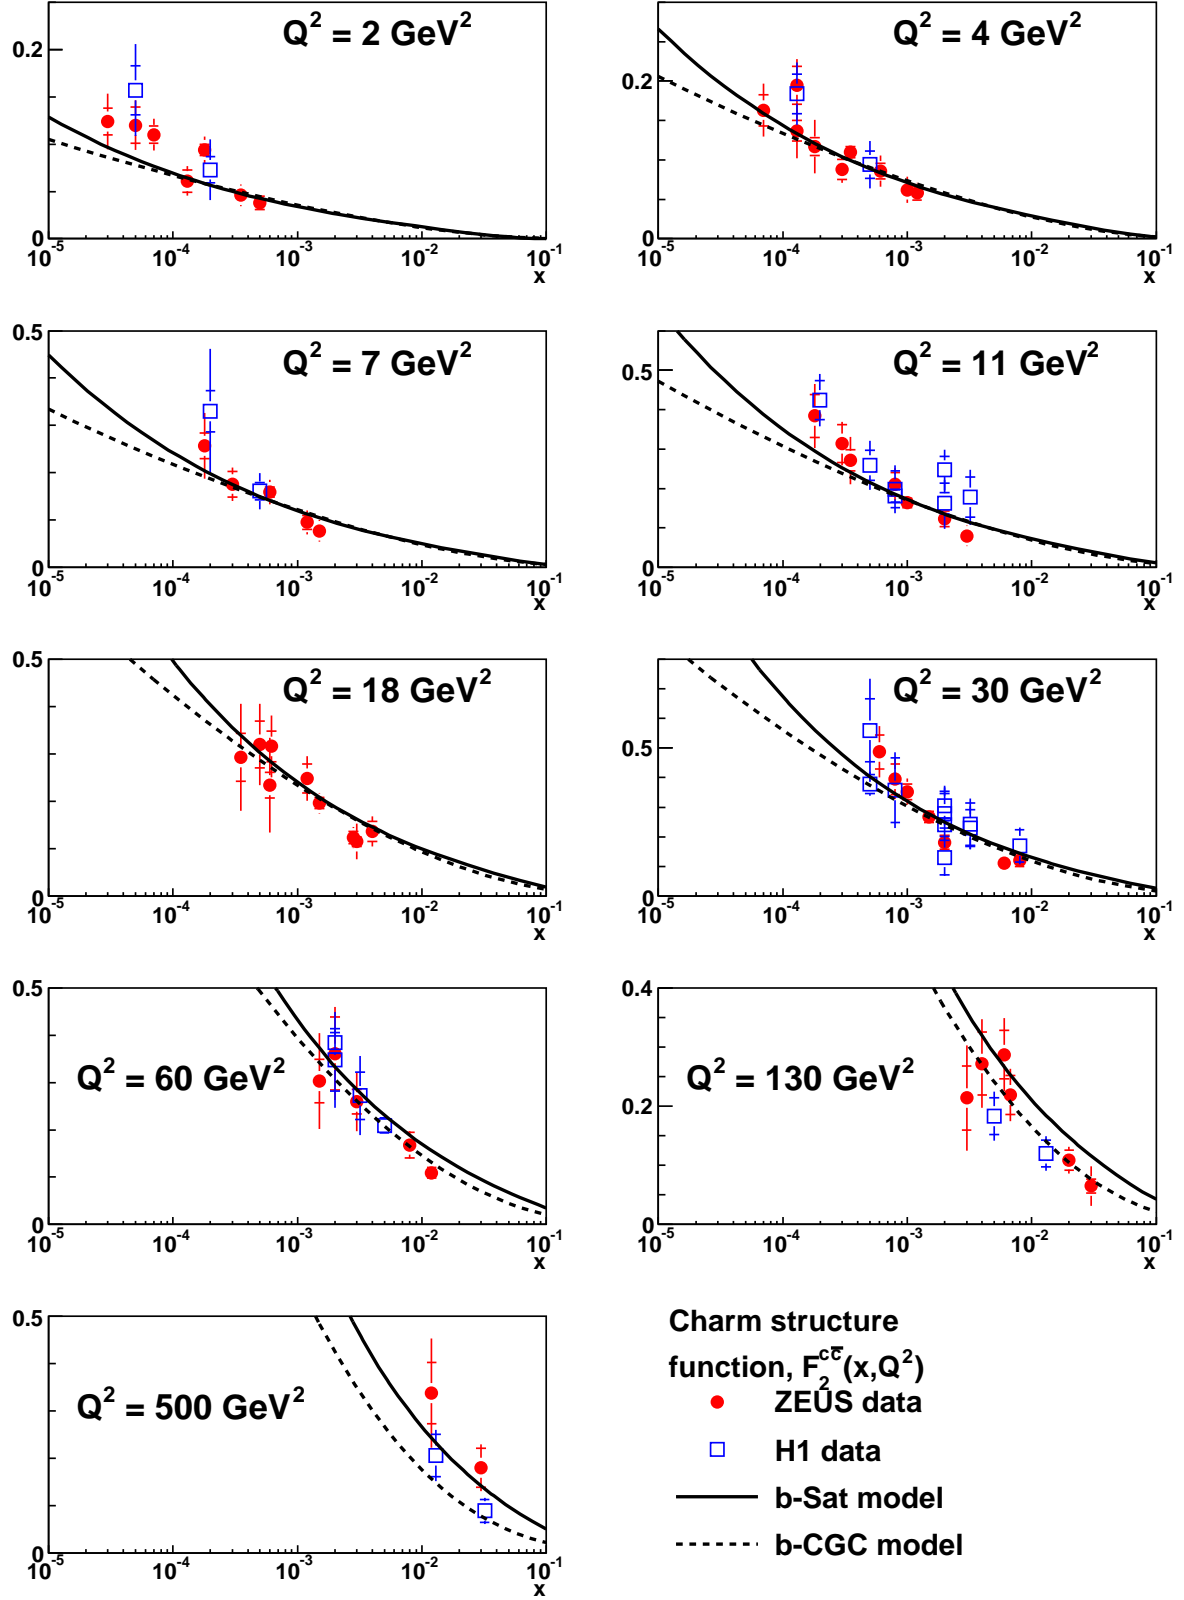 Q² = 2 GeV²
0.2
0
10⁻⁵ 10⁻⁴ 10⁻³ 10⁻² 10⁻¹
x
Q² = 4 GeV²
0.2
0
10⁻⁵ 10⁻⁴ 10⁻³ 10⁻² 10⁻¹
x
Q² = 7 GeV²
0.5
0
10⁻⁵ 10⁻⁴ 10⁻³ 10⁻² 10⁻¹
x
Q² = 11 GeV²
0.5
0
10⁻⁵ 10⁻⁴ 10⁻³ 10⁻² 10⁻¹
x
Q² = 18 GeV²
0.5
0
10⁻⁵ 10⁻⁴ 10⁻³ 10⁻² 10⁻¹
x
Q² = 30 GeV²
0.5
0
10⁻⁵ 10⁻⁴ 10⁻³ 10⁻² 10⁻¹
x
0.5
Q² = 60 GeV²
0
10⁻⁵ 10⁻⁴ 10⁻³ 10⁻² 10⁻¹
x
0.4
Q² = 130 GeV²
0.2
0
10⁻⁵ 10⁻⁴ 10⁻³ 10⁻² 10⁻¹
x
0.5
Q² = 500 GeV²
0
10⁻⁵ 10⁻⁴ 10⁻³ 10⁻² 10⁻¹
x
Charm structure
function, F₂^{cc̅}(x,Q²)
ZEUS data
H1 data
b-Sat model
b-CGC model